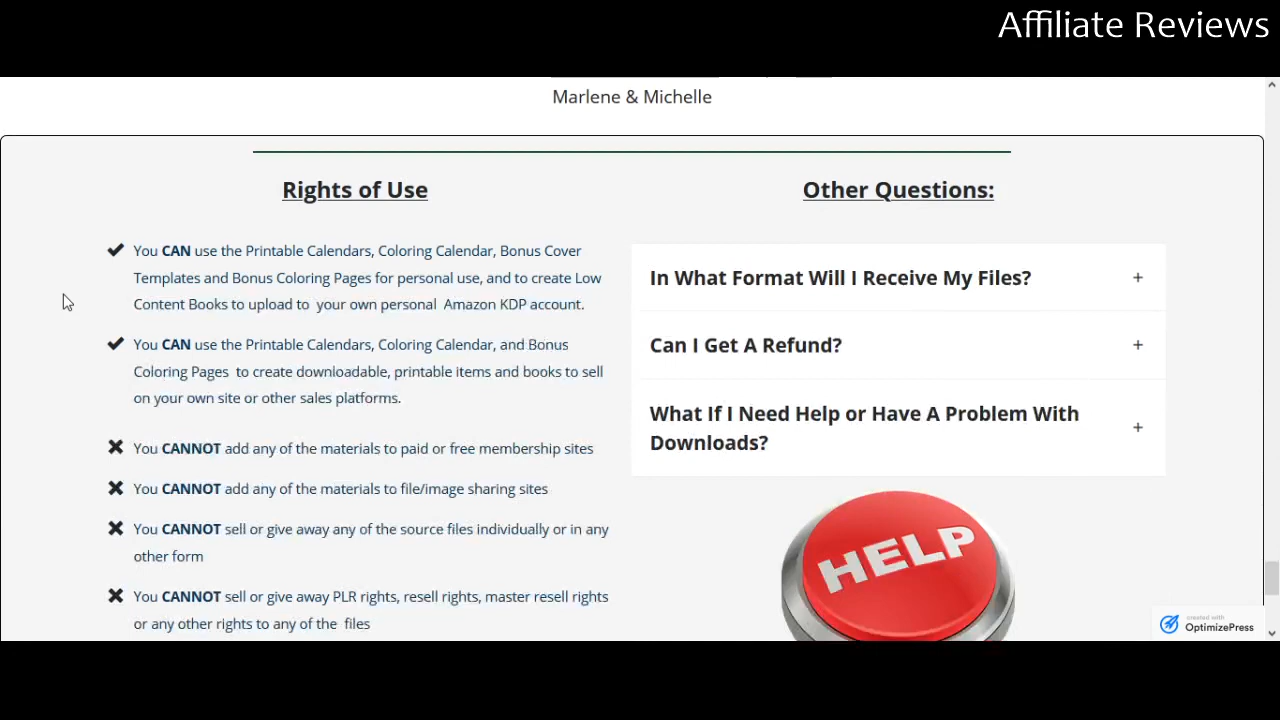 Affiliate Reviews
Marlene & Michelle
Rights of Use
You CAN use the Printable Calendars, Coloring Calendar, Bonus Cover
Templates and Bonus Coloring Pages for personal use, and to create Low
Content Books to upload to your own personal Amazon KDP account.
You CAN use the Printable Calendars, Coloring Calendar, and Bonus
Coloring Pages to create downloadable, printable items and books to sell
on your own site or other sales platforms.
You CANNOT add any of the materials to paid or free membership sites
You CANNOT add any of the materials to file/image sharing sites
You CANNOT sell or give away any of the source files individually or in any
other form
You CANNOT sell or give away PLR rights, resell rights, master resell rights
or any other rights to any of the files
Other Questions:
In What Format Will I Receive My Files?
Can I Get A Refund?
What If I Need Help or Have A Problem With
Downloads?
HELP
created with
OptimizePress